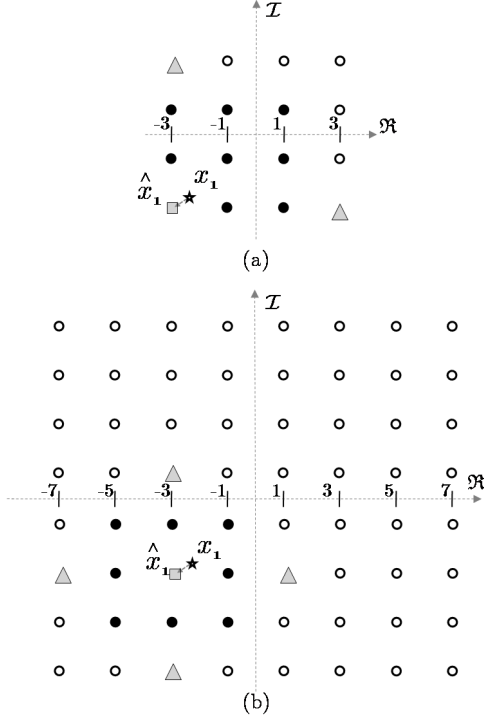 ℐ
-3 -1 1 3 ℜ
x̂₁ x₁
(a)
ℐ
-7 -5 -3 -1 1 3 5 7 ℜ
x̂₁ x₁
(b)